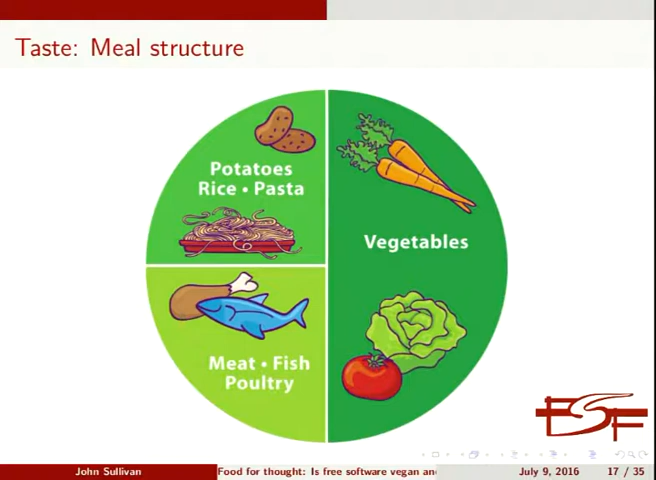 Taste: Meal structure
Potatoes
Rice • Pasta
Vegetables
Meat • Fish
Poultry
FSF
John Sullivan
Food for thought: Is free software vegan an
July 9, 2016
17 / 35